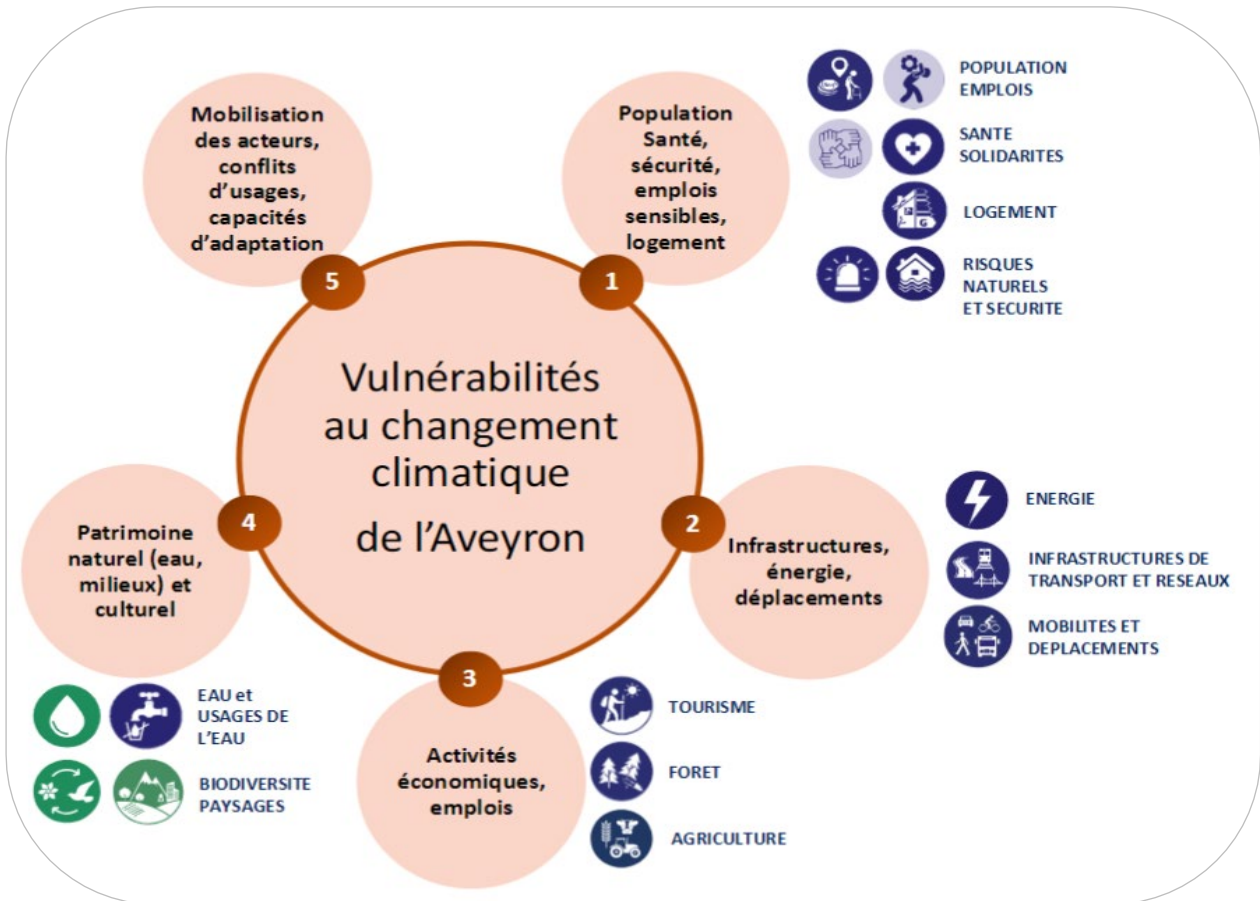 Vulnérabilités
au changement
climatique
de l’Aveyron
1
Population
Santé,
sécurité,
emplois
sensibles,
logement
POPULATION
EMPLOIS
SANTE
SOLIDARITES
G
LOGEMENT
RISQUES
NATURELS
ET SECURITE
2
Infrastructures,
énergie,
déplacements
ENERGIE
INFRASTRUCTURES DE
TRANSPORT ET RESEAUX
MOBILITES ET
DEPLACEMENTS
3
Activités
économiques,
emplois
TOURISME
FORET
AGRICULTURE
4
Patrimoine
naturel (eau,
milieux) et
culturel
EAU et
USAGES DE
L’EAU
BIODIVERSITE
PAYSAGES
5
Mobilisation
des acteurs,
conflits
d’usages,
capacités
d’adaptation